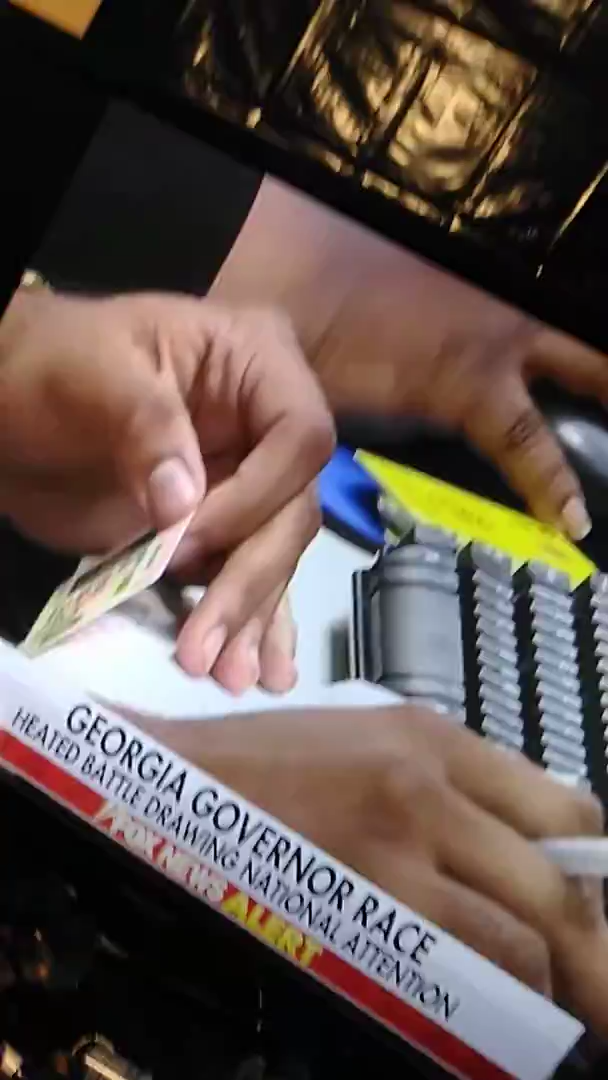 GEORGIA GOVERNOR RACE
HEATED BATTLE DRAWING NATIONAL ATTENTION
FOX NEWS ALERT